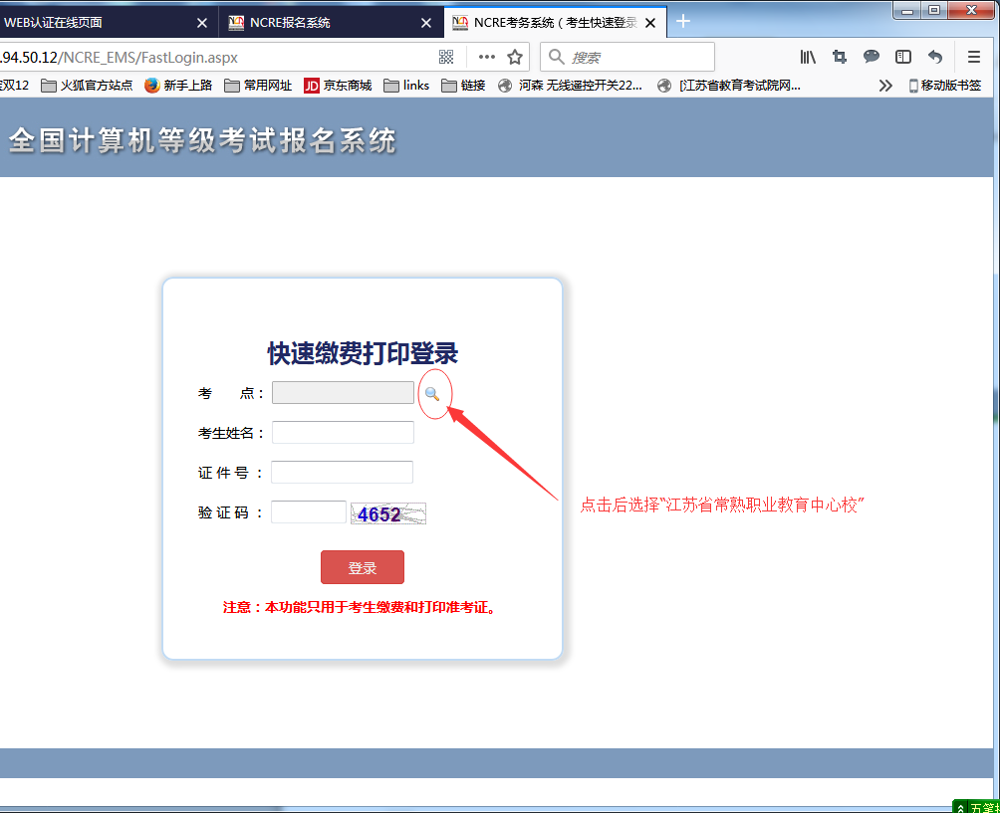 WEB认证在线页面
NCRE报名系统
NCRE考务系统（考生快速登录
.94.50.12/NCRE_EMS/FastLogin.aspx
搜索
双12
火狐官方站点
新手上路
常用网址
JD 京东商城
links
链接
河森 无线遥控开关22...
[江苏省教育考试院网...
移动版书签
全国计算机等级考试报名系统
快速缴费打印登录
考 点：
考生姓名：
证 件 号 ：
验 证 码 ：
4652
点击后选择“江苏省常熟职业教育中心校”
登录
注意：本功能只用于考生缴费和打印准考证。
五笔